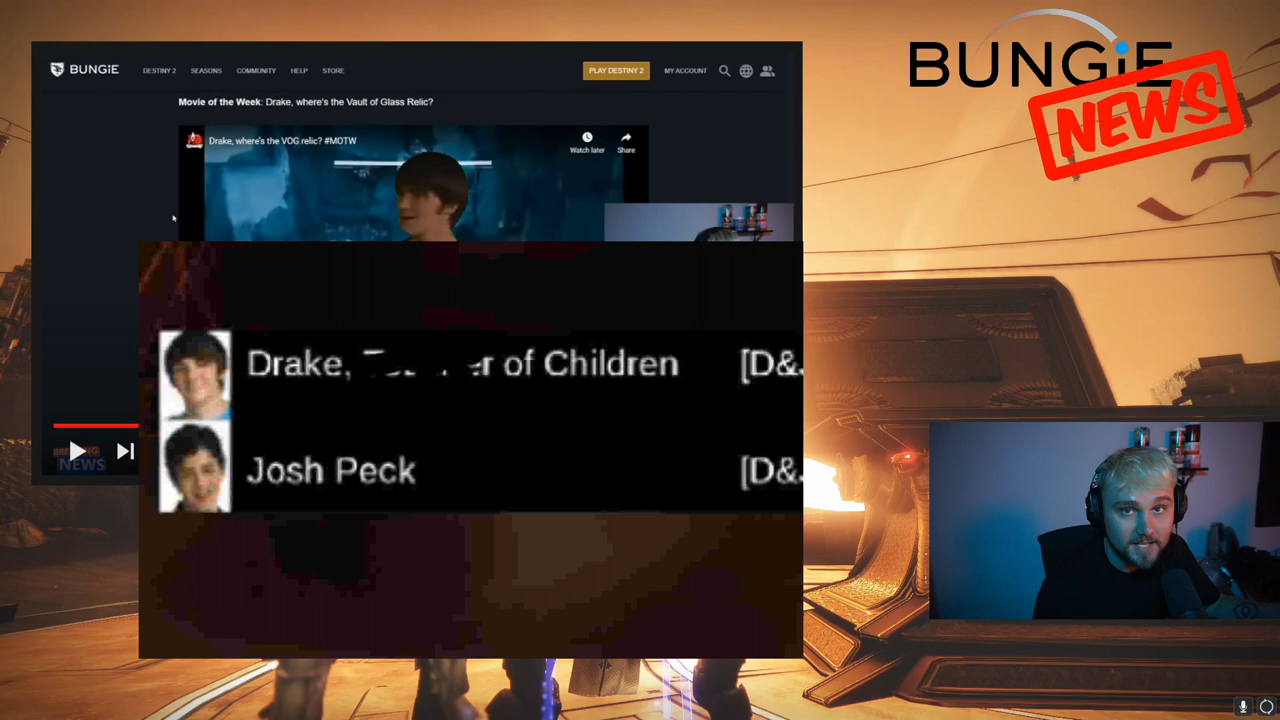 BUNGiE
NEWS
BUNGiE
DESTINY 2 SEASONS COMMUNITY HELP STORE
PLAY DESTINY 2
MY ACCOUNT
Movie of the Week: Drake, where's the Vault of Glass Relic?
Drake, where's the VOG relic? #MOTW
Watch later
Share
Drake, of Children [D&
Josh Peck [D&
BREAKING
NEWS